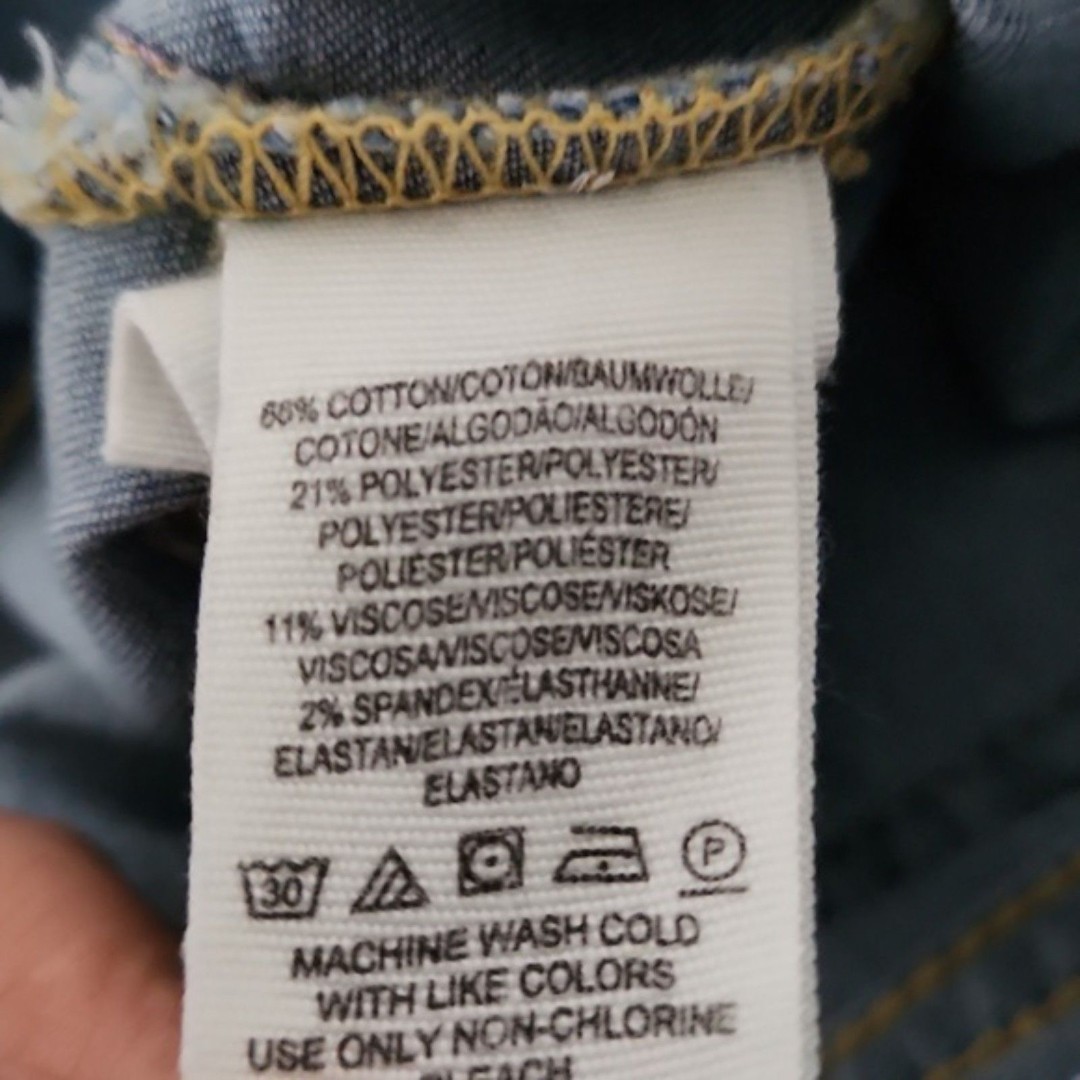 66% COTTON/COTON/BAUMWOLLE/
COTONE/ALGODÃO/ALGODÓN
21% POLYESTER/POLYESTER/
POLYESTER/POLIESTERE/
POLIÉSTER/POLIÉSTER
11% VISCOSE/VISCOSE/VISKOSE/
VISCOSA/VISCOSE/VISCOSA
2% SPANDEX/ÉLASTHANNE/
ELASTAN/ELASTAN/ELASTANO/
ELASTANO
30
P
MACHINE WASH COLD
WITH LIKE COLORS
USE ONLY NON-CHLORINE
BLEACH